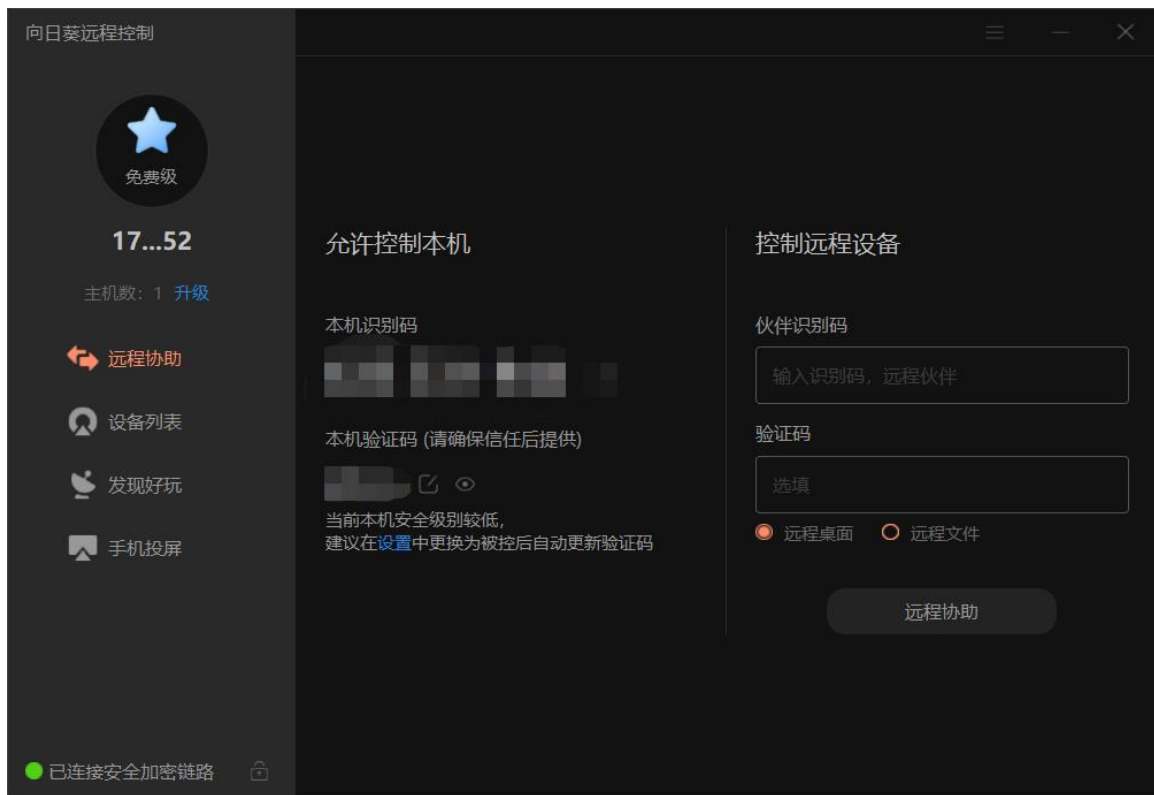 向日葵远程控制
免费级
17...52
主机数: 1 升级
远程协助
设备列表
发现好玩
手机投屏
已连接安全加密链路
允许控制本机
本机识别码
本机验证码 (请确保信任后提供)
当前本机安全级别较低,
建议在设置中更换为被控后自动更新验证码
控制远程设备
伙伴识别码
输入识别码, 远程伙伴
验证码
选填
远程桌面 远程文件
远程协助